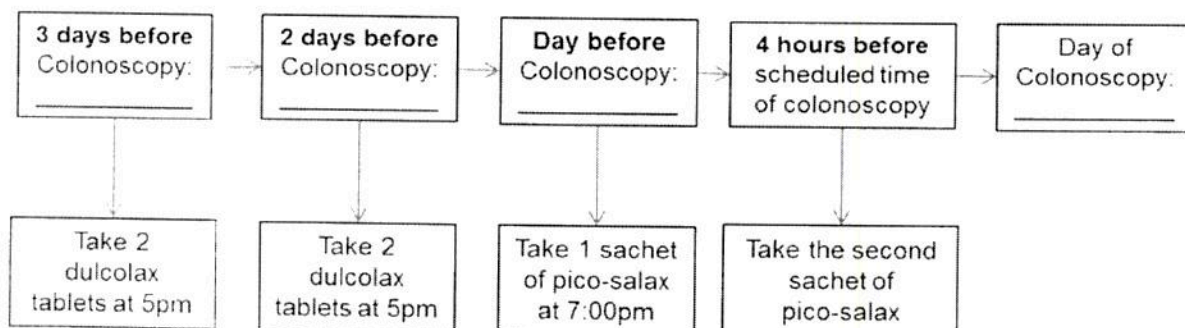 3 days before
Colonoscopy:
2 days before
Colonoscopy:
Day before
Colonoscopy:
4 hours before
scheduled time
of colonoscopy
Day of
Colonoscopy:
Take 2
dulcolax
tablets at 5pm
Take 2
dulcolax
tablets at 5pm
Take 1 sachet
of pico-salax
at 7:00pm
Take the second
sachet of
pico-salax